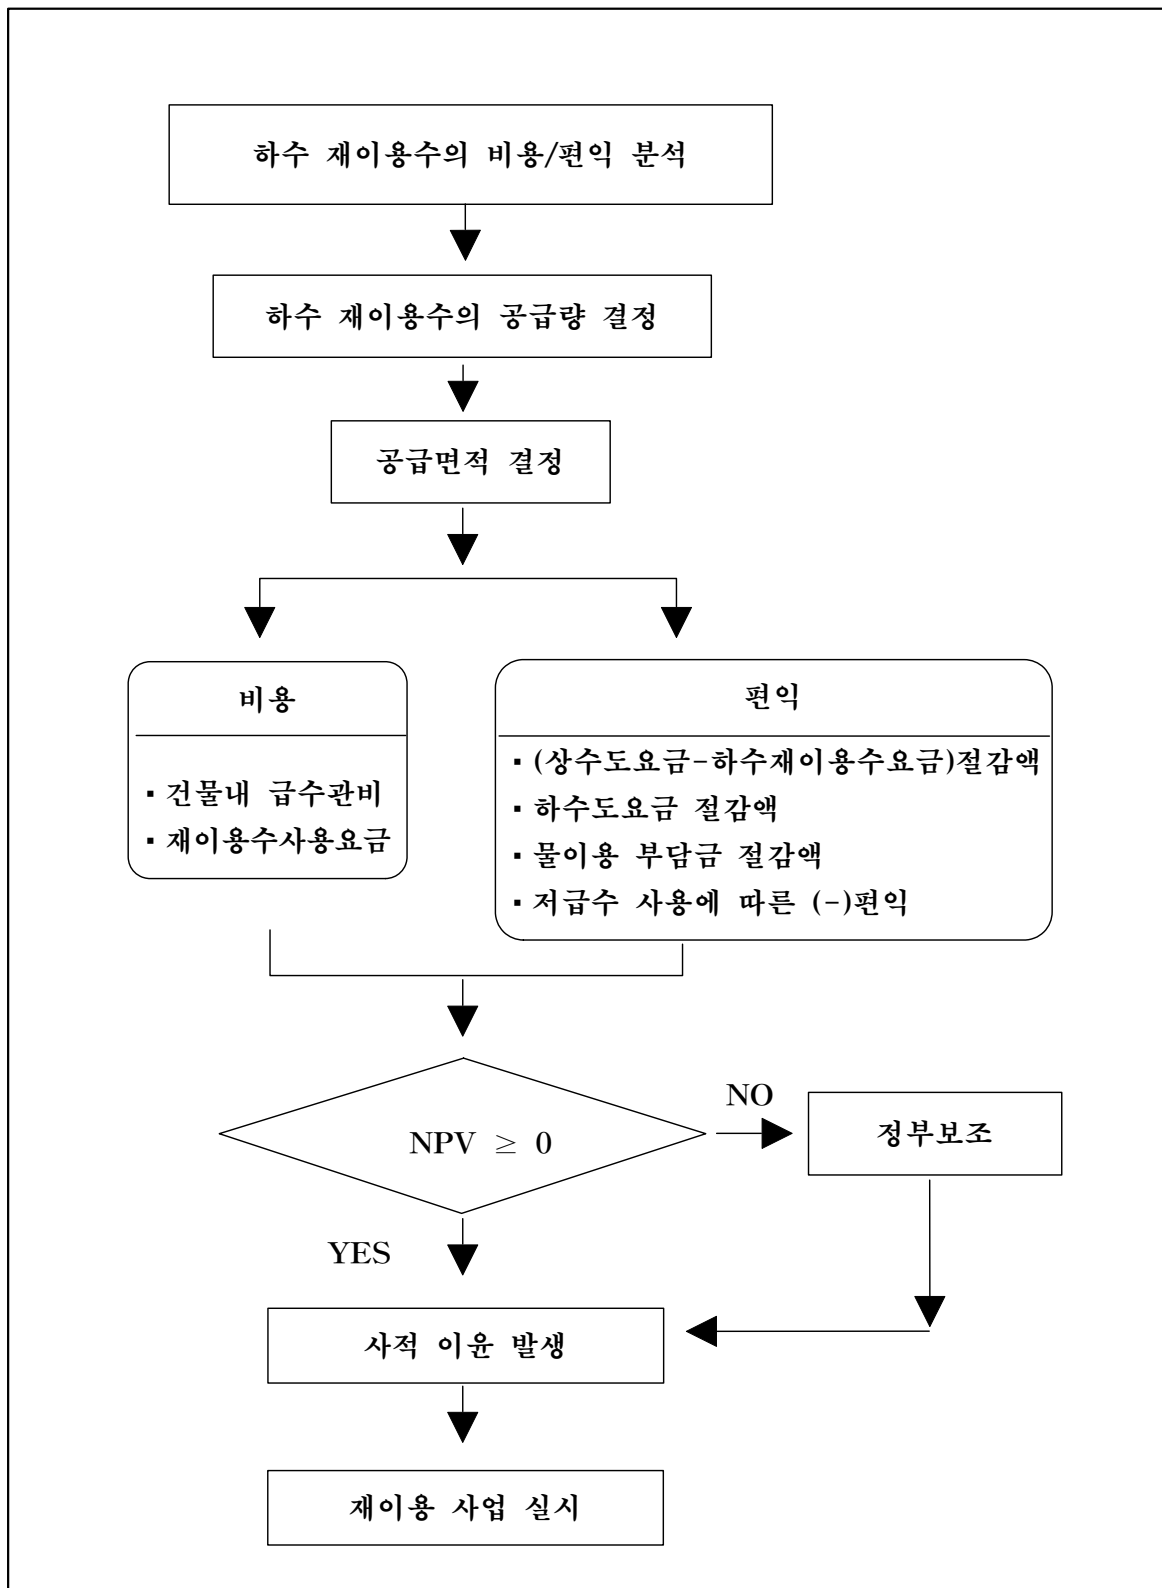 하수 재이용수의 비용/편익 분석
하수 재이용수의 공급량 결정
공급면적 결정
비용
▪ 건물내 급수관비
▪ 재이용수사용요금
편익
▪ (상수도요금-하수재이용수요금)절감액
▪ 하수도요금 절감액
▪ 물이용 부담금 절감액
▪ 저급수 사용에 따른 (-)편익
NPV ≥ 0
NO
정부보조
YES
사적 이윤 발생
재이용 사업 실시